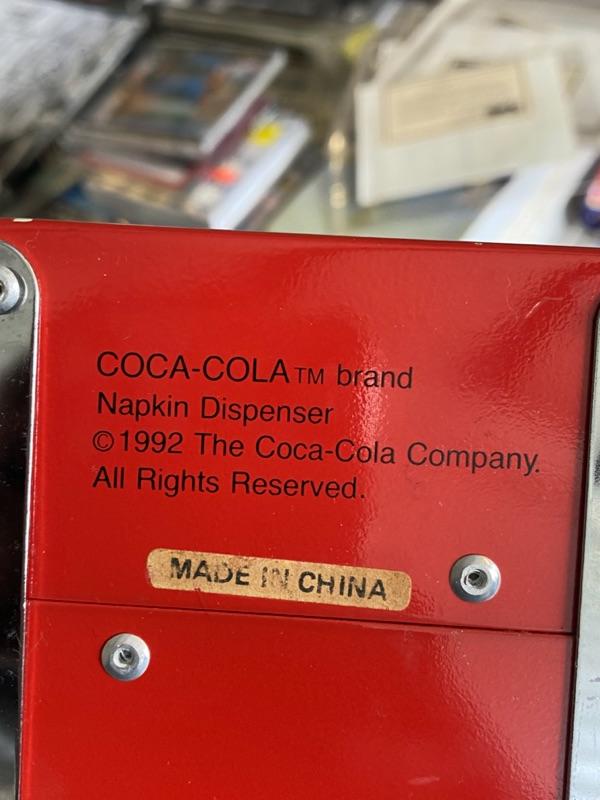 COCA-COLA™ brand
Napkin Dispenser
©1992 The Coca-Cola Company.
All Rights Reserved.
MADE IN CHINA